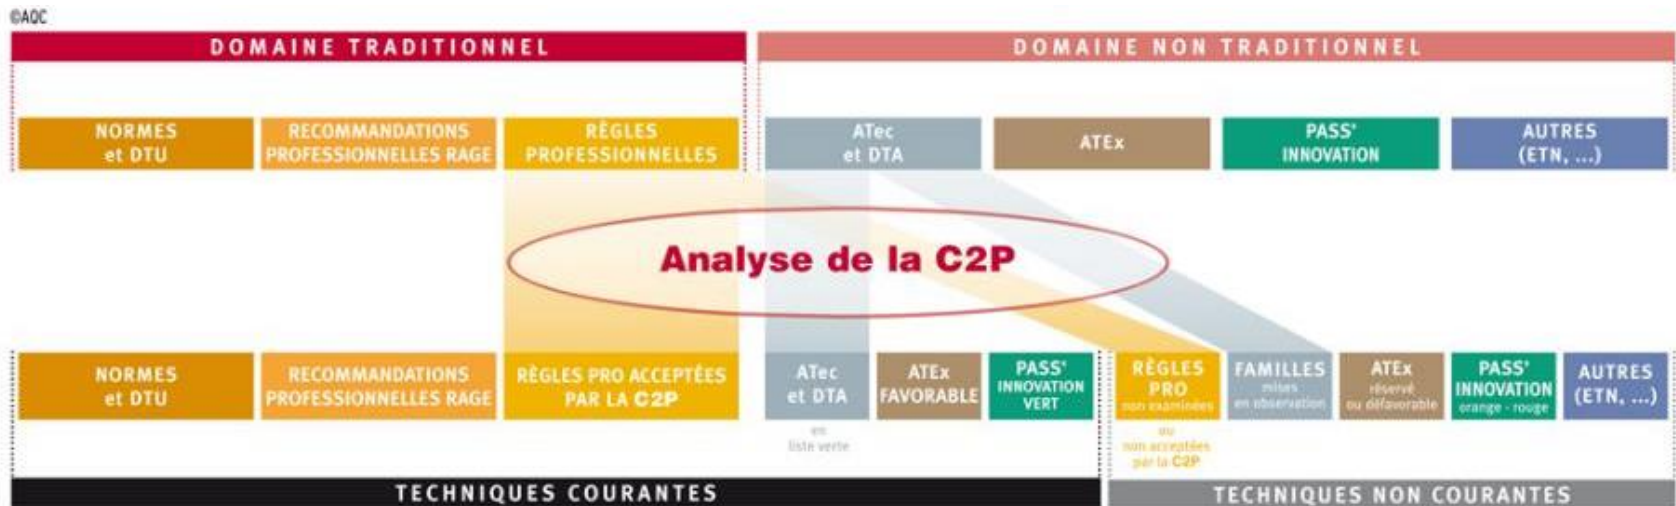 ©AQC
DOMAINE TRADITIONNEL
DOMAINE NON TRADITIONNEL
NORMES
et DTU
RECOMMANDATIONS
PROFESSIONNELLES RAGE
RÈGLES
PROFESSIONNELLES
ATec
et DTA
ATEx
PASS'
INNOVATION
AUTRES
(ETN, ...)
Analyse de la C2P
NORMES
et DTU
RECOMMANDATIONS
PROFESSIONNELLES RAGE
RÈGLES PRO ACCEPTÉES
PAR LA C2P
ATec
et DTA
en
liste verte
ATEx
FAVORABLE
PASS'
INNOVATION
VERT
RÈGLES
PRO
non examinées
ou
non acceptées
par la C2P
FAMILLES
mises
en observation
ATEx
réservé
ou défavorable
PASS'
INNOVATION
orange - rouge
AUTRES
(ETN, ...)
TECHNIQUES COURANTES
TECHNIQUES NON COURANTES